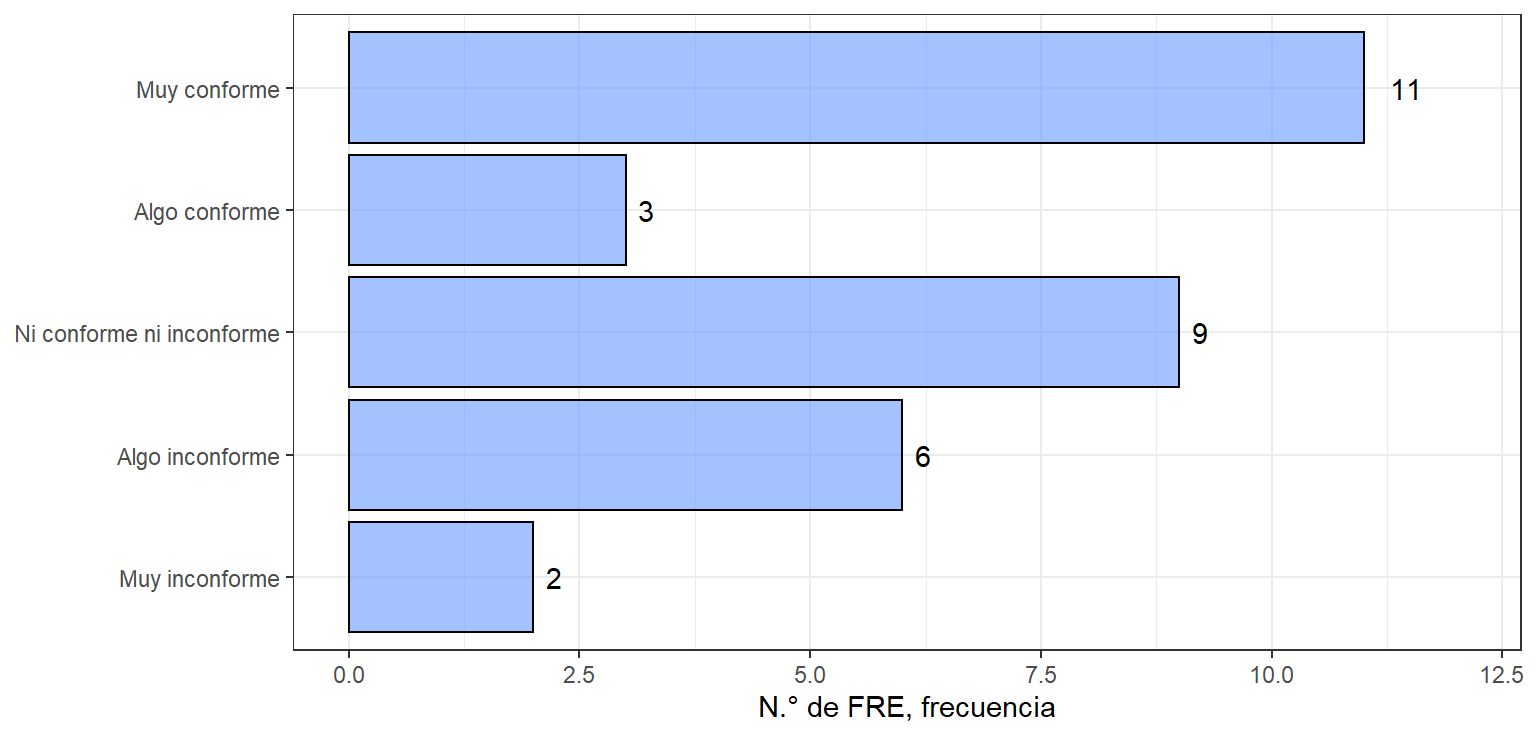 Muy conforme
11
Algo conforme
3
Ni conforme ni inconforme
9
Algo inconforme
6
Muy inconforme
2
0.0 2.5 5.0 7.5 10.0 12.5
N.° de FRE, frecuencia